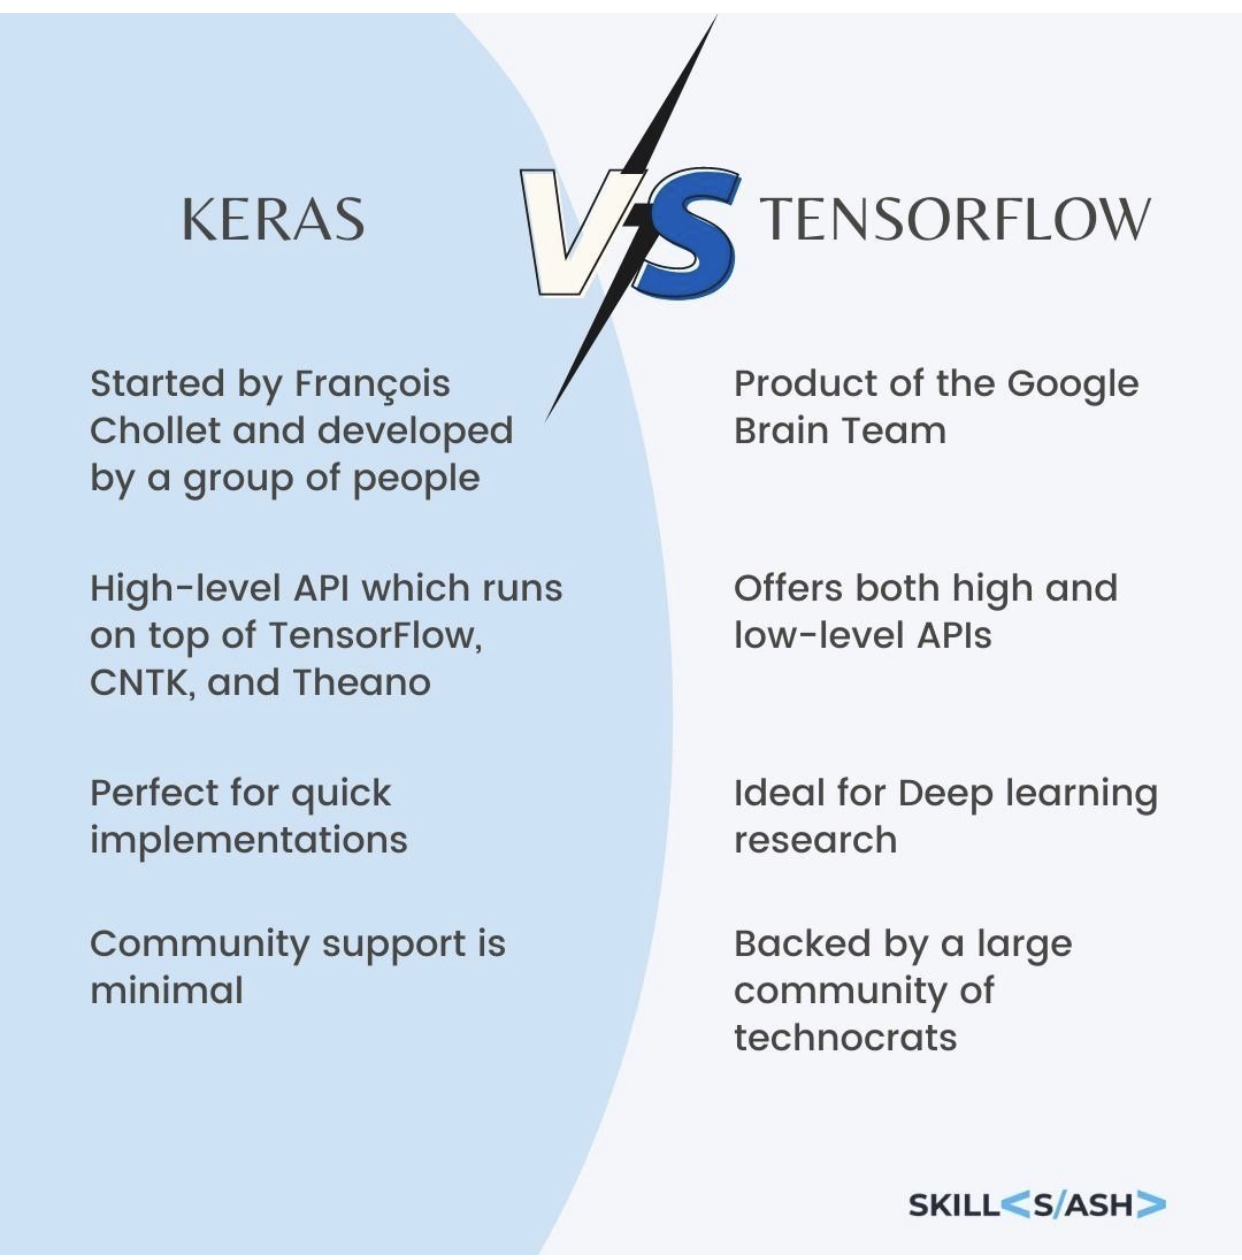 KERAS
VS
TENSORFLOW
Started by François
Chollet and developed
by a group of people
High-level API which runs
on top of TensorFlow,
CNTK, and Theano
Perfect for quick
implementations
Community support is
minimal
Product of the Google
Brain Team
Offers both high and
low-level APIs
Ideal for Deep learning
research
Backed by a large
community of
technocrats
SKILL<S/ASH>